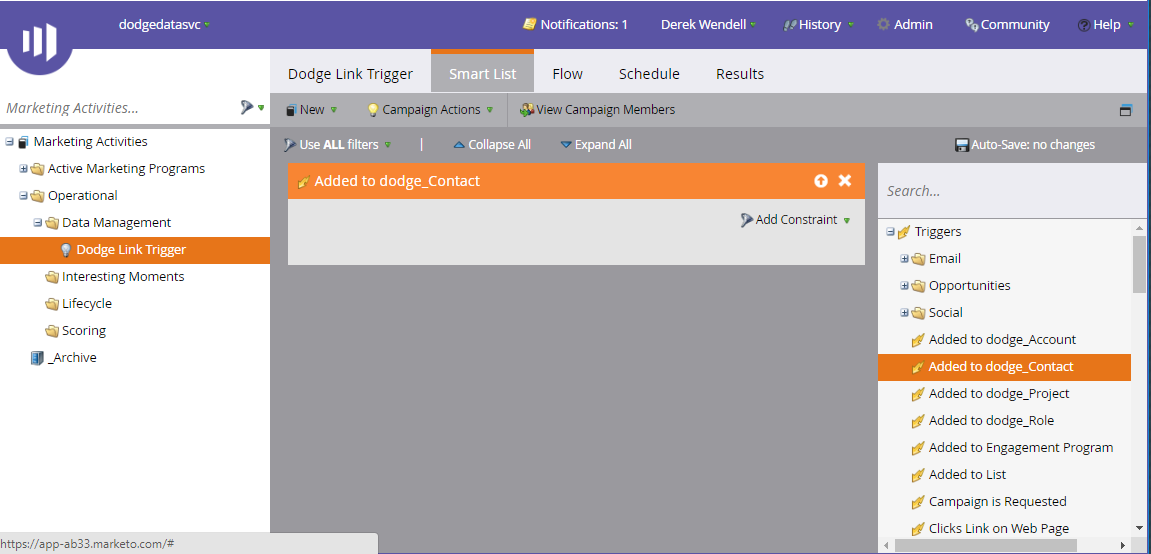 dodgedatasvc
Notifications: 1
Derek Wendell
History
Admin
Community
Help
Dodge Link Trigger
Smart List
Flow
Schedule
Results
Marketing Activities...
New
Campaign Actions
View Campaign Members
Marketing Activities
Active Marketing Programs
Operational
Data Management
Dodge Link Trigger
Interesting Moments
Lifecycle
Scoring
_Archive
Use ALL filters
|
Collapse All
Expand All
Auto-Save: no changes
Added to dodge_Contact
Add Constraint
Search...
Triggers
Email
Opportunities
Social
Added to dodge_Account
Added to dodge_Contact
Added to dodge_Project
Added to dodge_Role
Added to Engagement Program
Added to List
Campaign is Requested
Clicks Link on Web Page
https://app-ab33.marketo.com/#